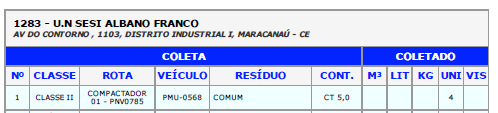 1283 - U.N SESI ALBANO FRANCO
AV DO CONTORNO , 1103, DISTRITO INDUSTRIAL I, MARACANAÚ - CE
COLETA COLETADO
Nº CLASSE ROTA VEÍCULO RESÍDUO CONT. M³ LIT KG UNI VIS
1 CLASSE II COMPACTADOR 01 - PNV0785 PMU-0568 COMUM CT 5,0 4